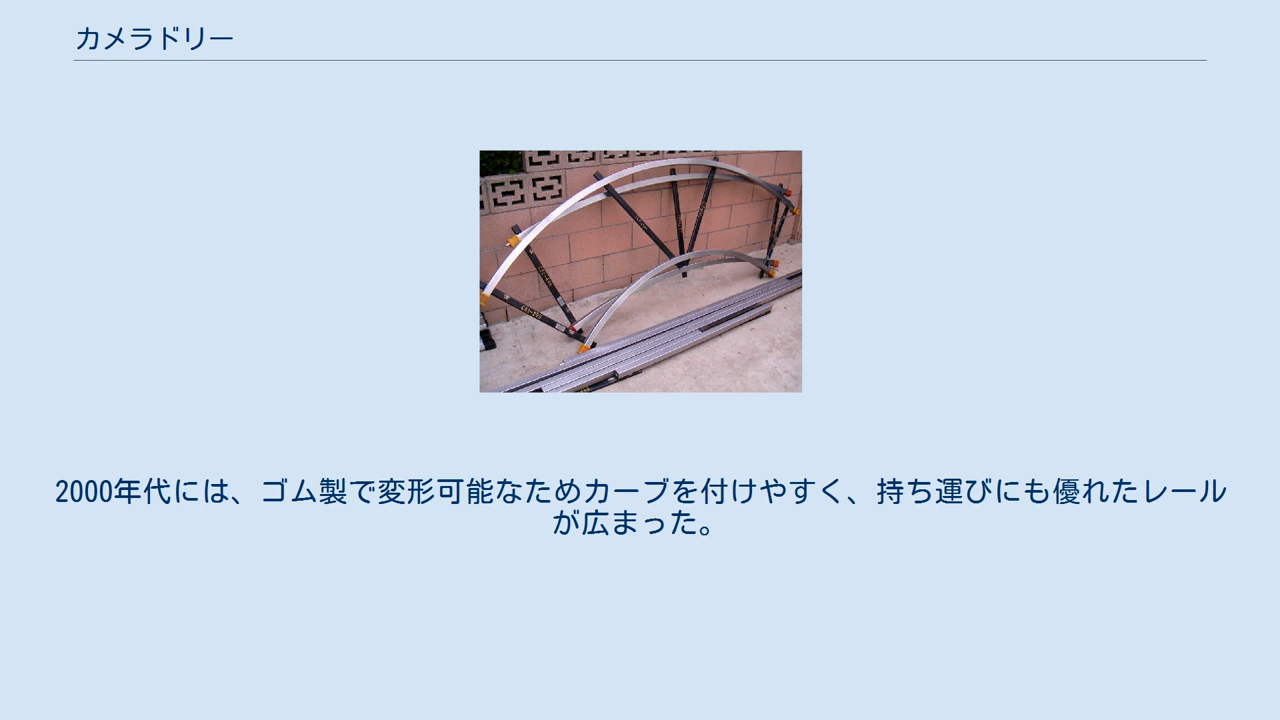 カメラドリー
2000年代には、ゴム製で変形可能なためカーブを付けやすく、持ち運びにも優れたレール
が広まった。